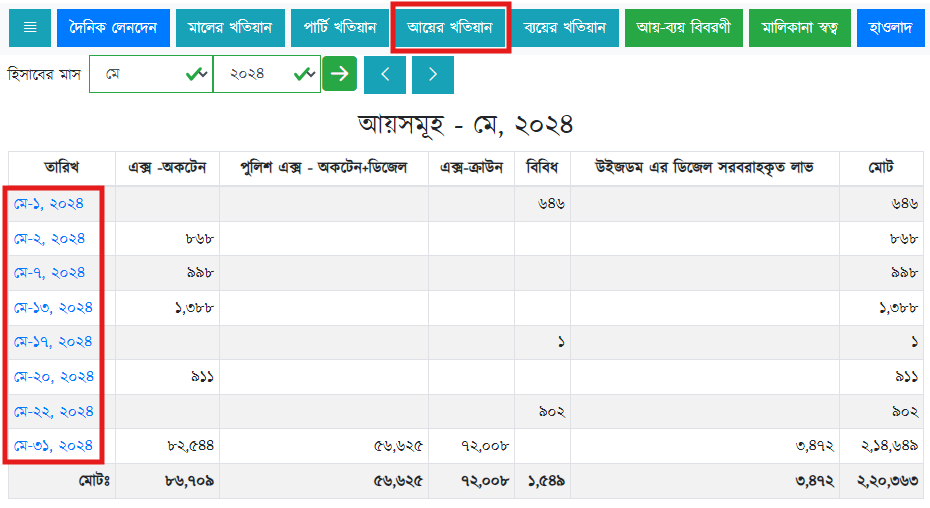 দৈনিক লেনদেন মালের খতিয়ান পার্টি খতিয়ান আয়ের খতিয়ান ব্যয়ের খতিয়ান আয়-ব্যয় বিবরণী মালিকানা স্বত্ব হাওলাদ
হিসাবের মাস মে ২০২৪
আয়সমূহ - মে, ২০২৪
তারিখ এক্স -অকটেন পুলিশ এক্স - অকটেন+ডিজেল এক্স-ক্রাউন বিবিধ উইজডম এর ডিজেল সরবরাহকৃত লাভ মোট
মে-১, ২০২৪ ৬৪৬ ৬৪৬
মে-২, ২০২৪ ৮৬৮ ৮৬৮
মে-৭, ২০২৪ ৯৯৮ ৯৯৮
মে-১৩, ২০২৪ ১,৩৮৮ ১,৩৮৮
মে-১৭, ২০২৪ ১ ১
মে-২০, ২০২৪ ৯১১ ৯১১
মে-২২, ২০২৪ ৯০২ ৯০২
মে-৩১, ২০২৪ ৮২,৫৪৪ ৫৬,৬২৫ ৭২,০০৮ ৩,৪৭২ ২,১৪,৬৪৯
মোটঃ ৮৬,৭০৯ ৫৬,৬২৫ ৭২,০০৮ ১,৫৪৯ ৩,৪৭২ ২,২০,৩৬৩